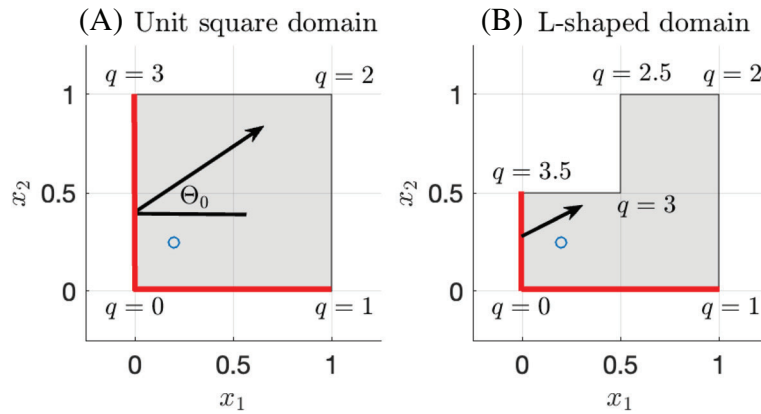 (A) Unit square domain
q = 3
q = 2
1
x₂
0.5
Θ₀
0
q = 0
q = 1
0
0.5
1
x₁
(B) L-shaped domain
q = 2.5
q = 2
1
x₂
q = 3.5
0.5
q = 3
0
q = 0
q = 1
0
0.5
1
x₁